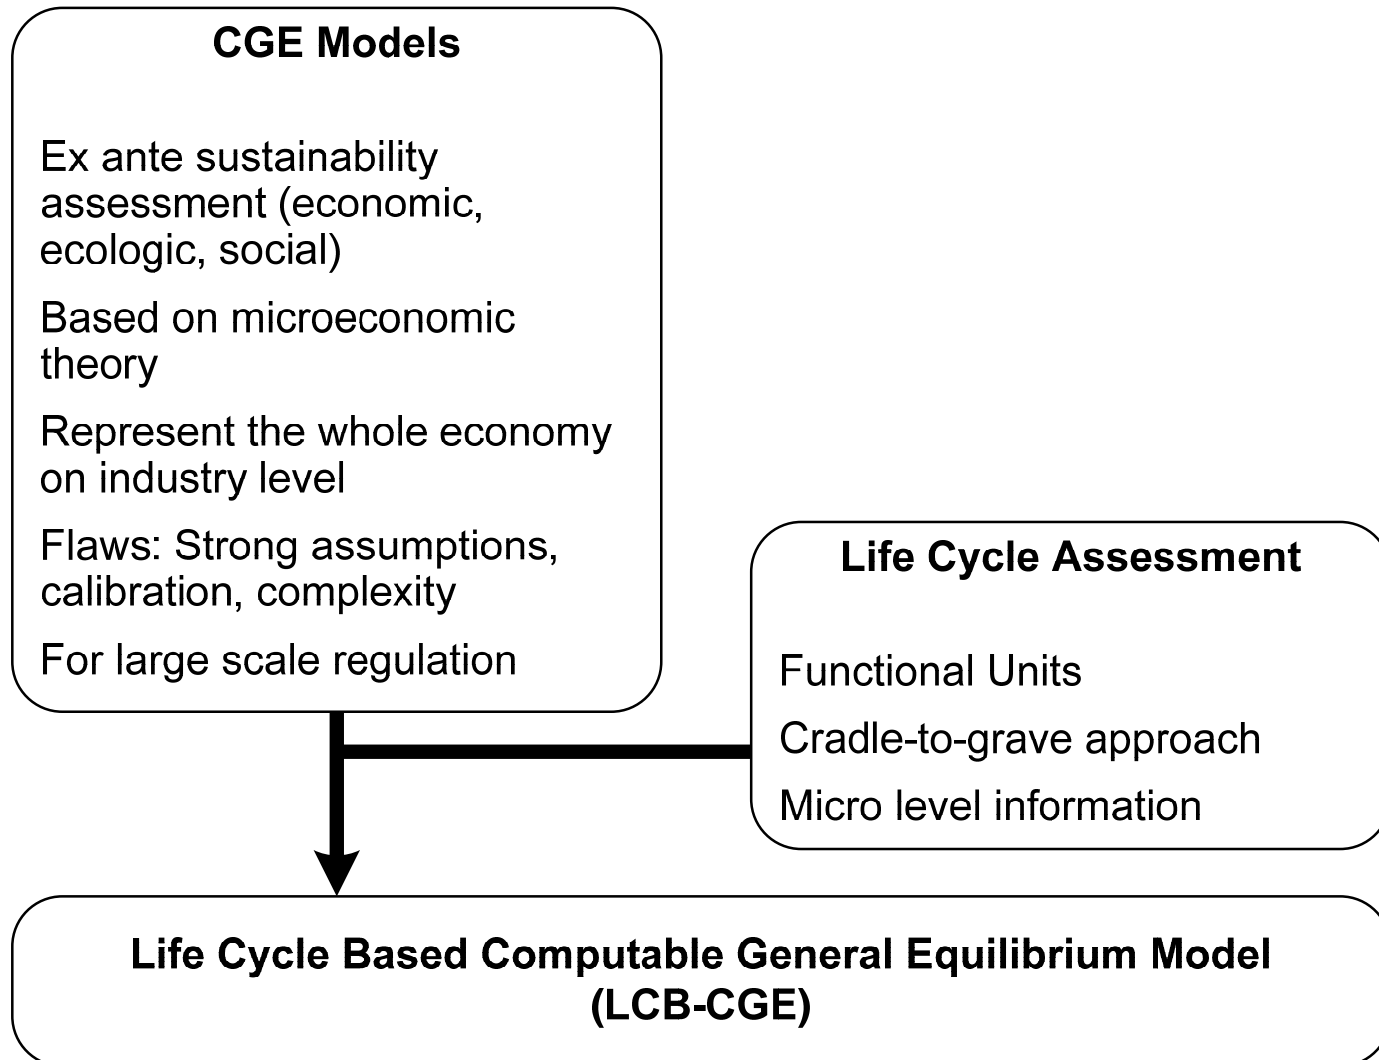 CGE Models
Ex ante sustainability
assessment (economic,
ecologic, social)
Based on microeconomic
theory
Represent the whole economy
on industry level
Flaws: Strong assumptions,
calibration, complexity
For large scale regulation
Life Cycle Assessment
Functional Units
Cradle-to-grave approach
Micro level information
Life Cycle Based Computable General Equilibrium Model
(LCB-CGE)